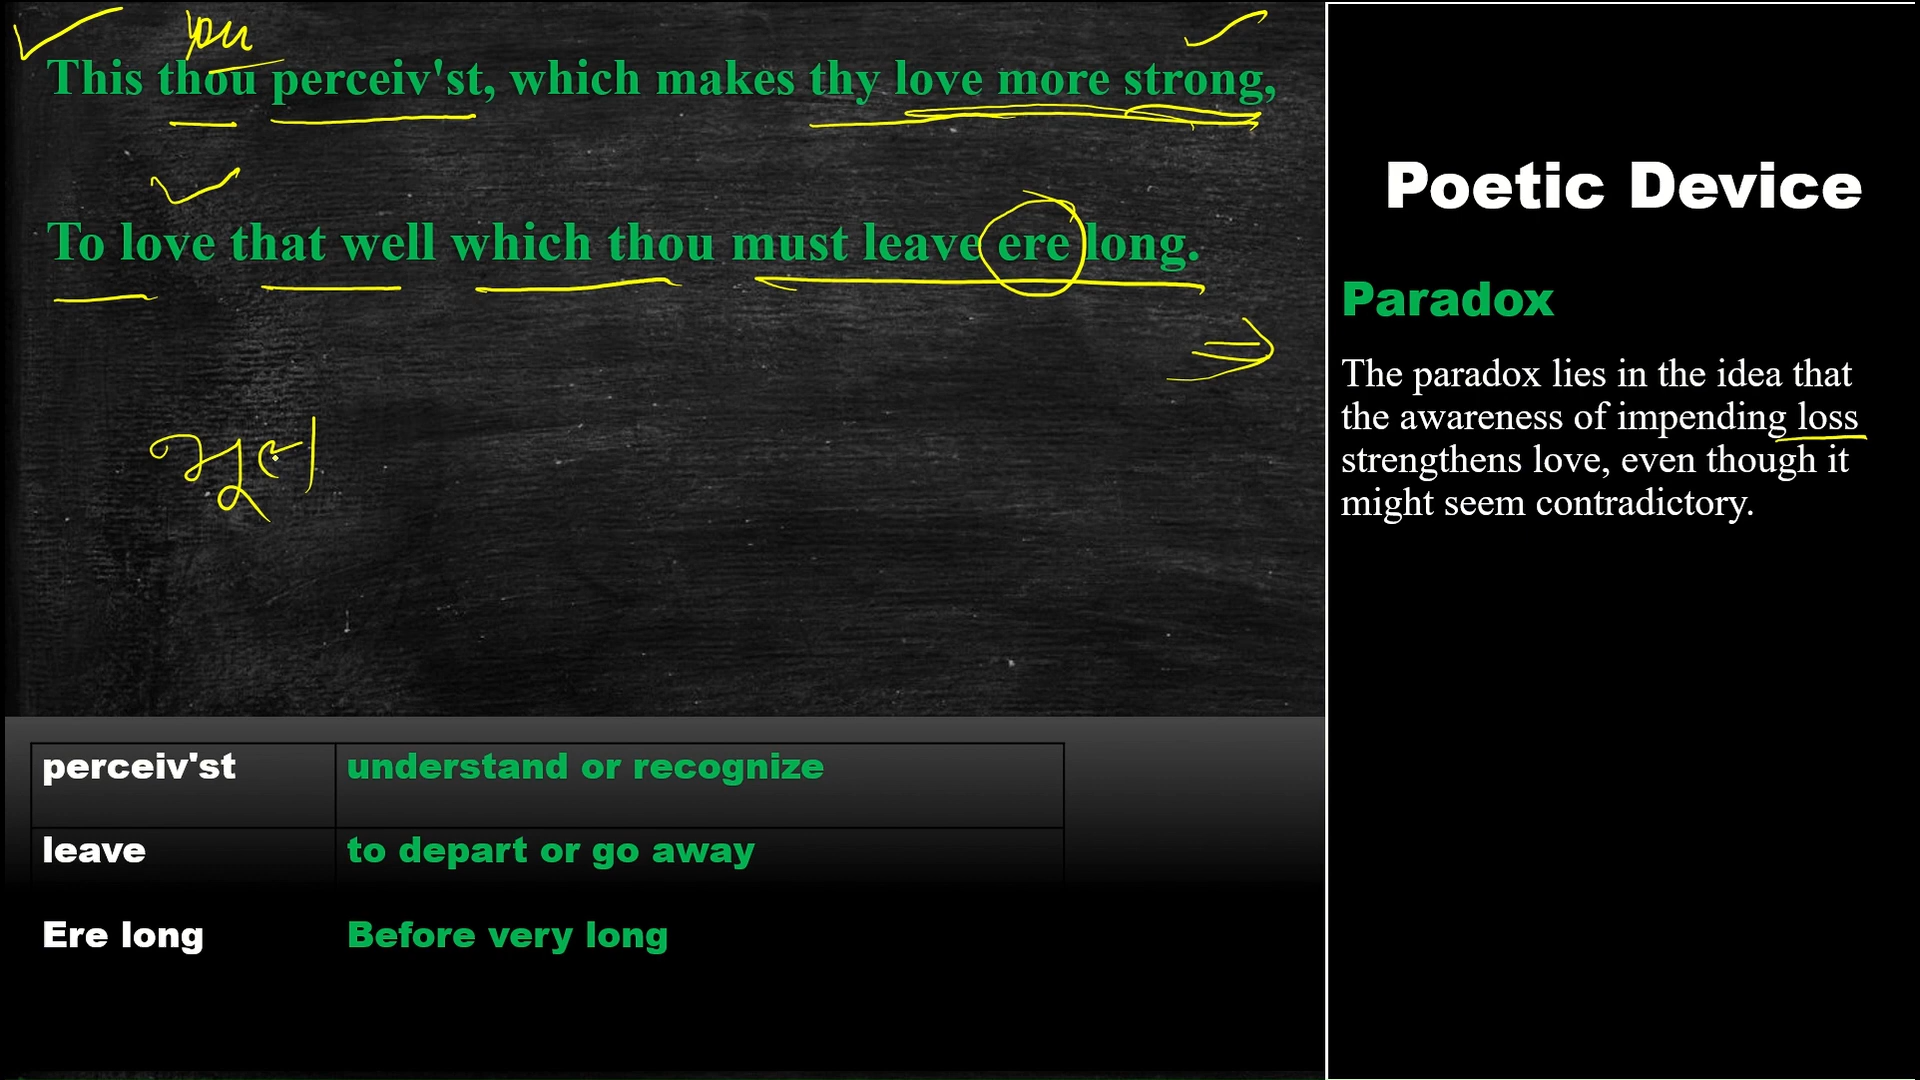 you
This thou perceiv'st, which makes thy love more strong,
To love that well which thou must leave ere long.
perceiv'st understand or recognize
leave to depart or go away
Ere long Before very long
Poetic Device
Paradox
The paradox lies in the idea that
the awareness of impending loss
strengthens love, even though it
might seem contradictory.